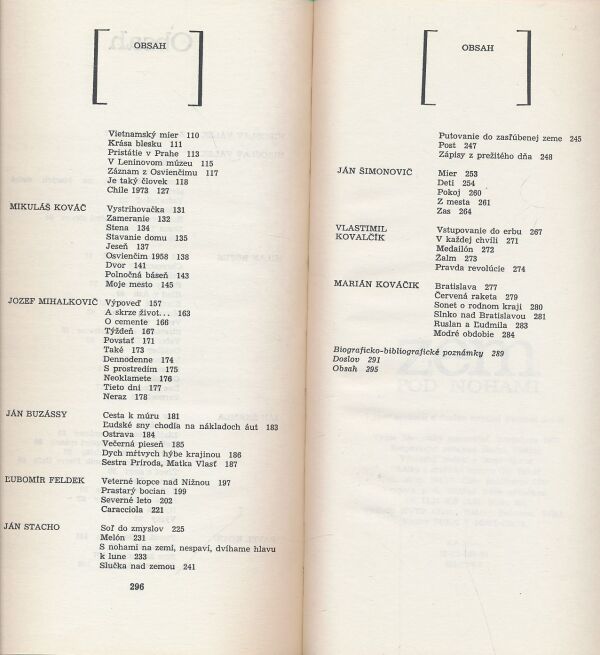 OBSAH
Vietnamský mier 110
Krása blesku 111
Pristátie v Prahe 113
V Leninovom múzeu 115
Záznam z Osvienčimu 117
Je taký človek 118
Chile 1973 127
MIKULÁŠ KOVÁČ Vystrihovačka 131
Zameranie 132
Stena 134
Stavanie domu 135
Jeseň 137
Osvienčim 1958 138
Dvor 141
Polnočná báseň 143
Moje mesto 145
JOZEF MIHALKOVIČ Výpoveď 157
A skrze život... 163
O cemente 166
Týždeň 167
Povstať 171
Také 173
Dennodenne 174
S prostredím 175
Neoklamete 176
Tieto dni 177
Neraz 178
JÁN BUZÁSSY Cesta k múru 181
Ľudské sny chodia na nákladoch áut 183
Ostrava 184
Večerná pieseň 185
Dych mŕtvych hýbe krajinou 186
Sestra Príroda, Matka Vlasť 187
ĽUBOMÍR FELDEK Veterné kopce nad Nižnou 197
Prastarý bocian 199
Severné leto 202
Caracciola 221
JÁN STACHO Soľ do zmyslov 225
Melón 231
S nohami na zemi, nespaví, dvíhame hlavu
k lune 233
Slučka nad zemou 241
296
OBSAH
Putovanie do zasľúbenej zeme 245
Post 247
Zápisy z prežitého dňa 248
JÁN ŠIMONOVIČ Mier 253
Deti 254
Pokoj 260
Z mesta 261
Zas 264
VLASTIMIL Vstupovanie do erbu 267
KOVALČÍK V každej chvíli 271
Medailón 272
Žalm 273
Pravda revolúcie 274
MARIÁN KOVÁČIK Bratislava 277
Červená raketa 279
Sonet o rodnom kraji 280
Slnko nad Bratislavou 281
Ruslan a Ľudmila 283
Modré obdobie 284
Biograficko-bibliografické poznámky 289
Doslov 291
Obsah 295